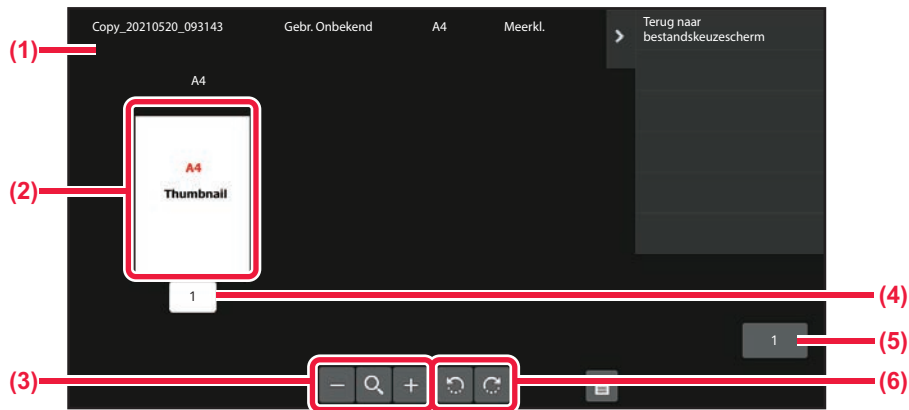 Copy_20210520_093143 Gebr. Onbekend A4 Meerkl.
Terug naar
bestandskeuzescherm
(1)
A4
(2)
A4
Thumbnail
1
(4)
1
(5)
(3)
(6)